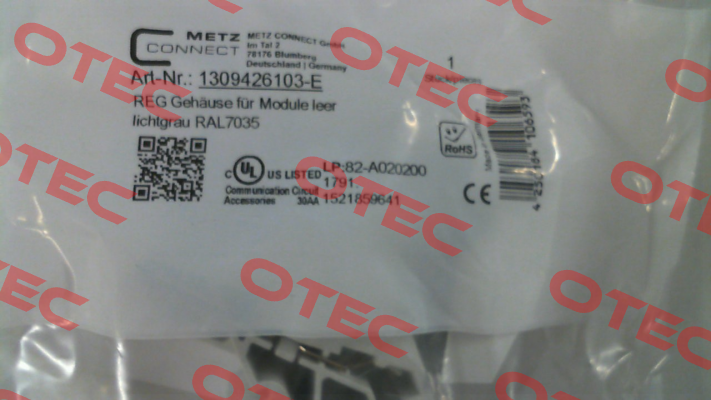 METZ CONNECT
METZ CONNECT GmbH
Im Tal 2
78176 Blumberg
Deutschland | Germany
Art-Nr.: 1309426103-E
REG Gehäuse für Module leer
lichtgrau RAL7035
1
RoHS
C UL US LISTED
Communication Circuit
Accessories 30AA
LP:82-A020200
1791
1521859641
CE
OTEC
OTEC
OTEC
OTEC
OTEC
OTEC
OTEC
OTEC
OTEC
OTEC